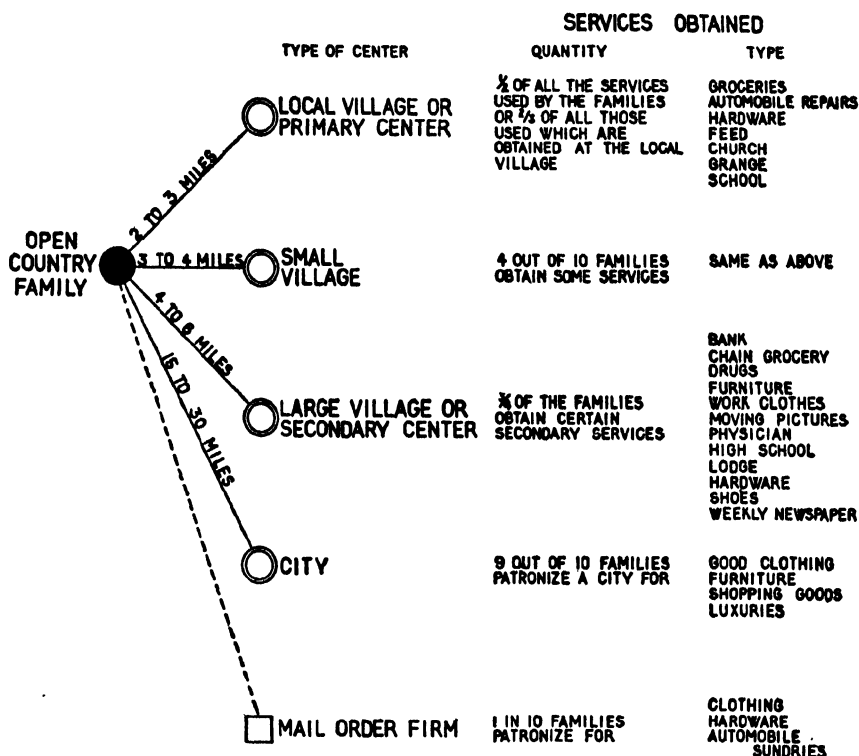 SERVICES OBTAINED
TYPE OF CENTER
QUANTITY
TYPE
OPEN
COUNTRY
FAMILY
2 TO 3 MILES
LOCAL VILLAGE OR
PRIMARY CENTER
½ OF ALL THE SERVICES
USED BY THE FAMILIES
OR ⅔ OF ALL THOSE
USED WHICH ARE
OBTAINED AT THE LOCAL
VILLAGE
GROCERIES
AUTOMOBILE REPAIRS
HARDWARE
FEED
CHURCH
GRANGE
SCHOOL
3 TO 4 MILES
SMALL
VILLAGE
4 OUT OF 10 FAMILIES
OBTAIN SOME SERVICES
SAME AS ABOVE
4 TO 6 MILES
LARGE VILLAGE OR
SECONDARY CENTER
OF THE FAMILIES
OBTAIN CERTAIN
SECONDARY SERVICES
BANK
CHAIN GROCERY
DRUGS
FURNITURE
WORK CLOTHES
MOVING PICTURES
PHYSICIAN
HIGH SCHOOL
LODGE
HARDWARE
SHOES
WEEKLY NEWSPAPER
15 TO 30 MILES
CITY
9 OUT OF 10 FAMILIES
PATRONIZE A CITY FOR
GOOD CLOTHING
FURNITURE
SHOPPING GOODS
LUXURIES
MAIL ORDER FIRM
1 IN 10 FAMILIES
PATRONIZE FOR
CLOTHING
HARDWARE
AUTOMOBILE
SUNDRIES